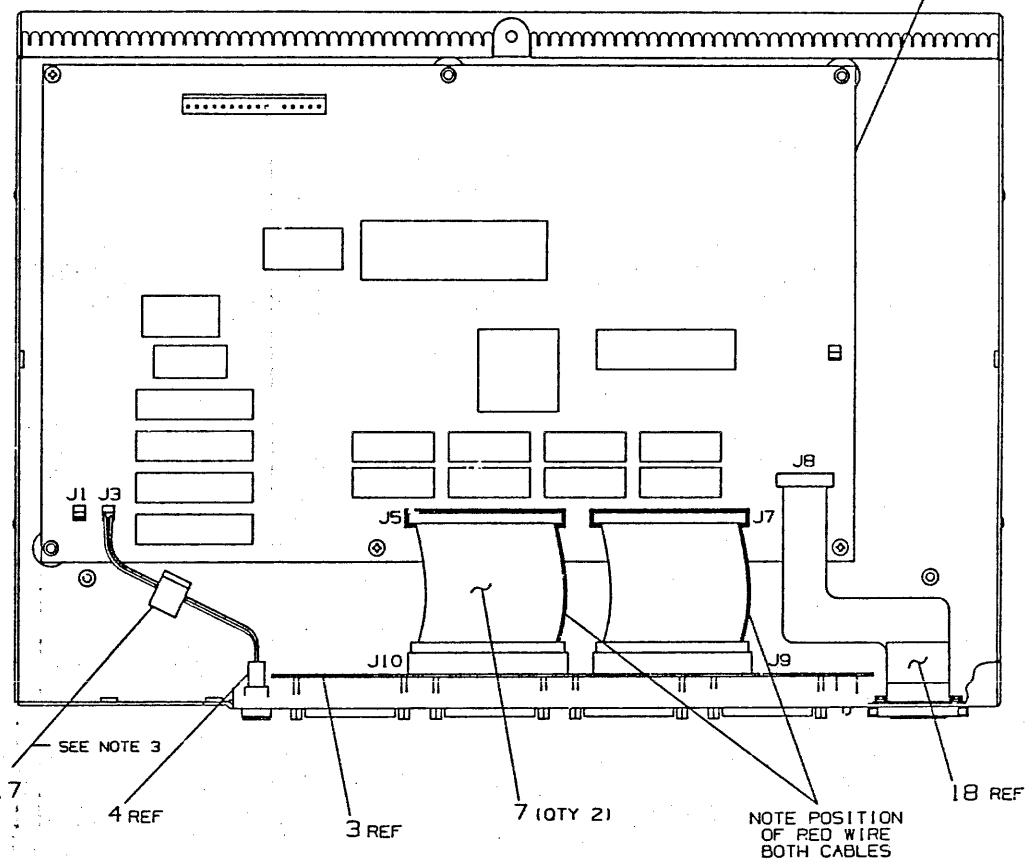 J8
J1 J3
J5
J7
J10
J9
SEE NOTE 3
7
4 REF
3 REF
7 (QTY 2)
NOTE POSITION
OF RED WIRE
BOTH CABLES
18 REF